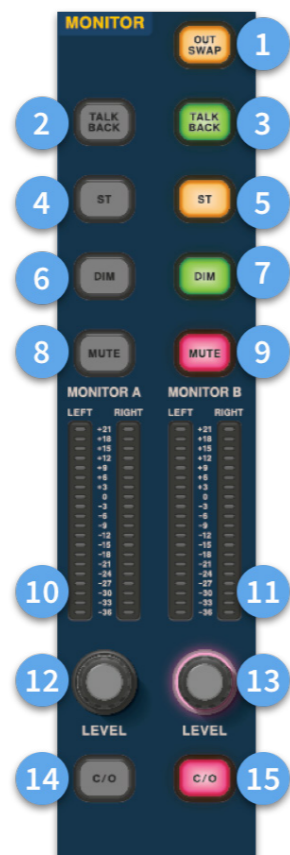 MONITOR
OUT
SWAP
1
2
TALK
BACK
TALK
BACK
3
4
ST
ST
5
6
DIM
DIM
7
8
MUTE
MUTE
9
MONITOR A
MONITOR B
LEFT
RIGHT
LEFT
RIGHT
+21
+18
+15
+12
+9
+6
+3
0
-3
-6
-9
-12
-15
-18
-21
-24
-27
-30
-33
-36
+21
+18
+15
+12
+9
+6
+3
0
-3
-6
-9
-12
-15
-18
-21
-24
-27
-30
-33
-36
10
11
12
13
LEVEL
LEVEL
14
C/O
C/O
15